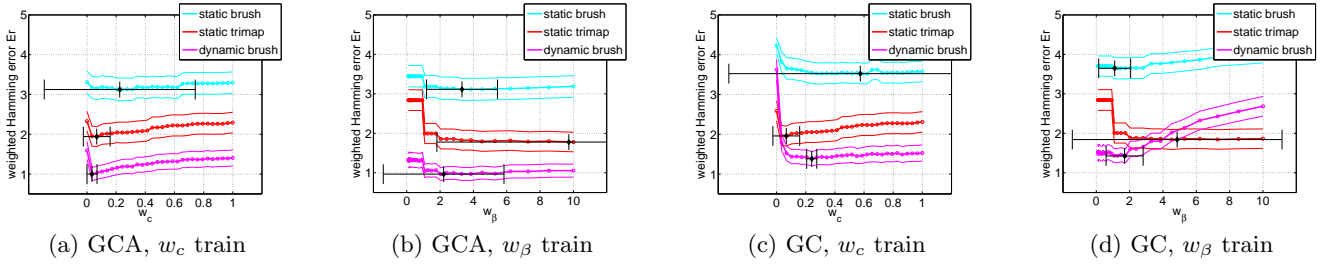 static brush
static trimap
dynamic brush
weighted Hamming error Er
5
4
3
2
1
0 0.2 0.4 0.6 0.8 1
w_c
(a) GCA, w_c train
static brush
static trimap
dynamic brush
weighted Hamming error Er
5
4
3
2
1
0 2 4 6 8 10
w_β
(b) GCA, w_β train
static brush
static trimap
dynamic brush
weighted Hamming error Er
5
4
3
2
1
0 0.2 0.4 0.6 0.8 1
w_c
(c) GC, w_c train
static brush
static trimap
dynamic brush
weighted Hamming error Er
5
4
3
2
1
0 2 4 6 8 10
w_β
(d) GC, w_β train